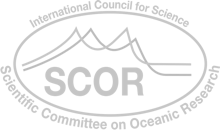 International Council for Science
SCOR
Scientific Committee on Oceanic Research